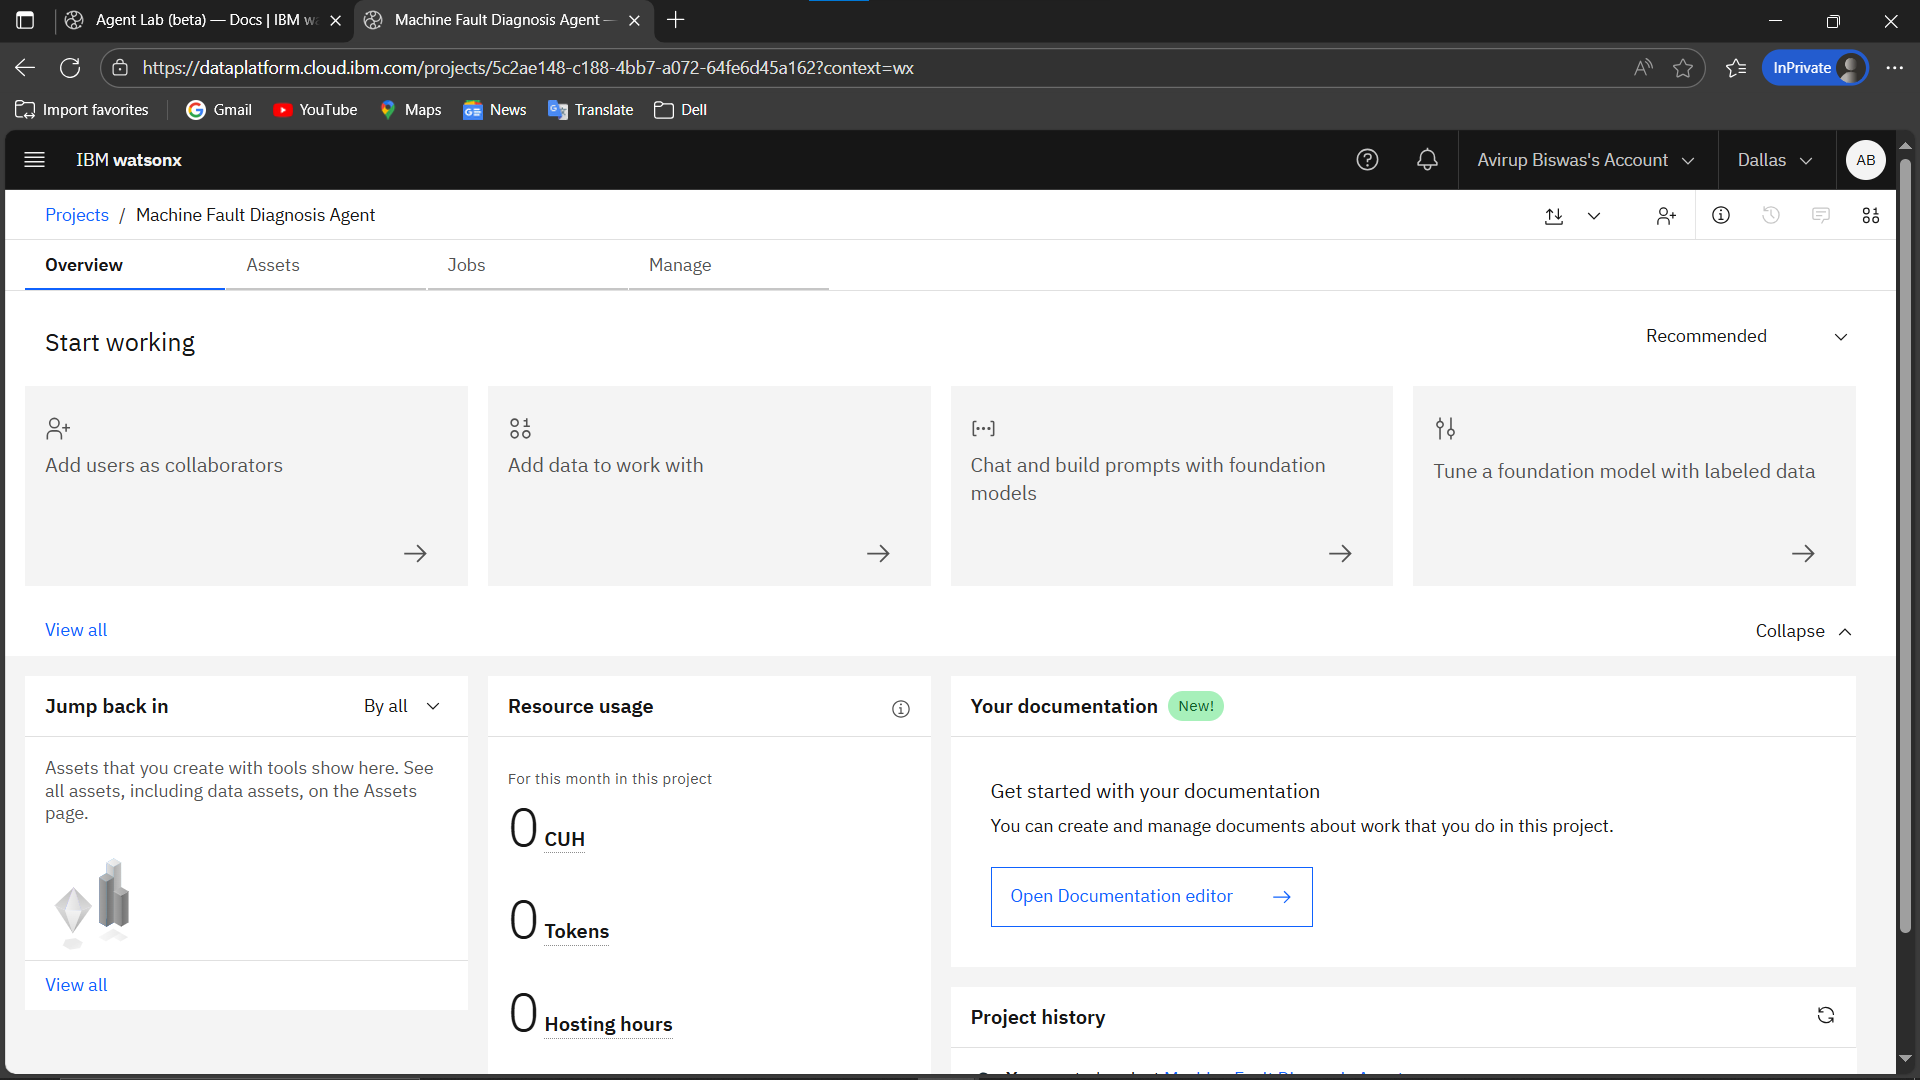 Agent Lab (beta) — Docs | IBM w
Machine Fault Diagnosis Agent —
https://dataplatform.cloud.ibm.com/projects/5c2ae148-c188-4bb7-a072-64fe6d45a162?context=wx
InPrivate
Import favorites
Gmail
YouTube
Maps
News
Translate
Dell
IBM watsonx
Avirup Biswas's Account
Dallas
AB
Projects / Machine Fault Diagnosis Agent
Overview
Assets
Jobs
Manage
Start working
Recommended
Add users as collaborators
Add data to work with
Chat and build prompts with foundation
models
Tune a foundation model with labeled data
View all
Collapse
Jump back in
By all
Assets that you create with tools show here. See
all assets, including data assets, on the Assets
page.
View all
Resource usage
For this month in this project
0 CUH
0 Tokens
0 Hosting hours
Your documentation New!
Get started with your documentation
You can create and manage documents about work that you do in this project.
Open Documentation editor
Project history